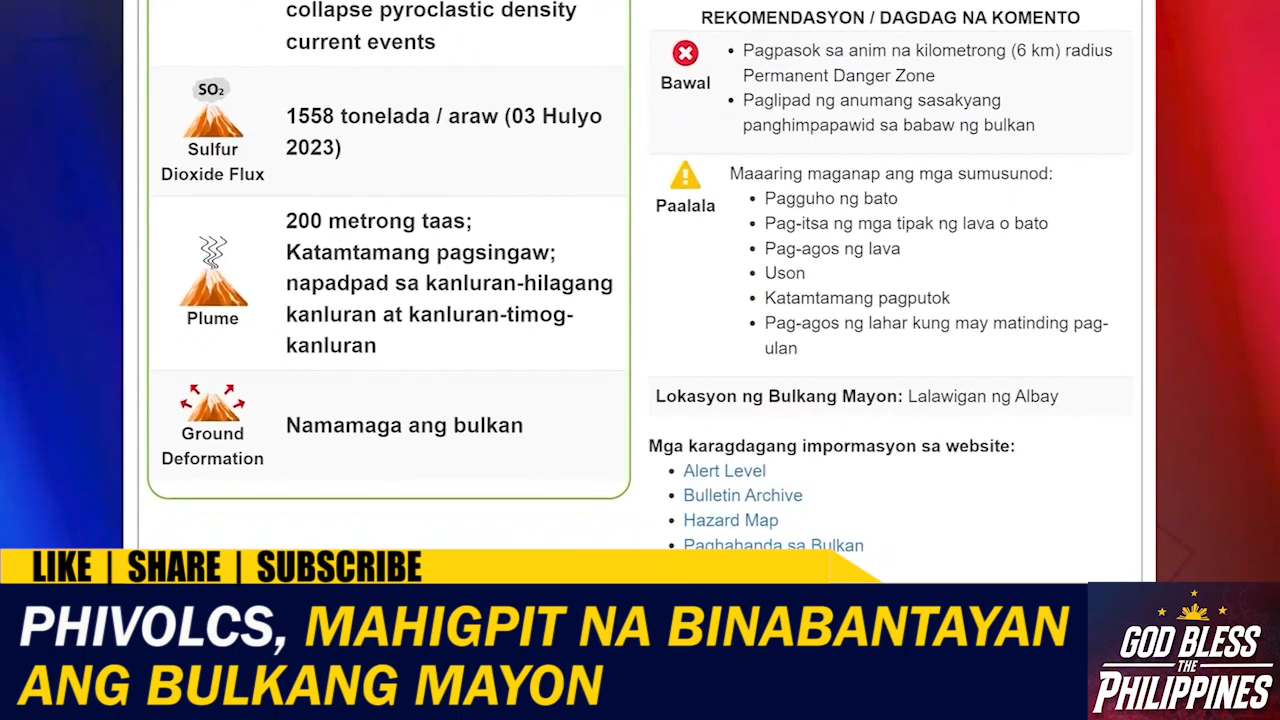 collapse pyroclastic density
current events
SO₂
Sulfur
Dioxide Flux
1558 tonelada / araw (03 Hulyo
2023)
Plume
200 metrong taas;
Katamtamang pagsingaw;
napadpad sa kanluran-hilagang
kanluran at kanluran-timog-
kanluran
Ground
Deformation
Namamaga ang bulkan
REKOMENDASYON / DAGDAG NA KOMENTO
Bawal
• Pagpasok sa anim na kilometrong (6 km) radius
Permanent Danger Zone
• Paglipad ng anumang sasakyang
panghimpapawid sa babaw ng bulkan
Paalala
Maaaring maganap ang mga sumusunod:
• Pagguho ng bato
• Pag-itsa ng mga tipak ng lava o bato
• Pag-agos ng lava
• Uson
• Katamtamang pagputok
• Pag-agos ng lahar kung may matinding pag-
ulan
Lokasyon ng Bulkang Mayon: Lalawigan ng Albay
Mga karagdagang impormasyon sa website:
• Alert Level
• Bulletin Archive
• Hazard Map
• Paghahanda sa Bulkan
LIKE | SHARE | SUBSCRIBE
PHIVOLCS, MAHIGPIT NA BINABANTAYAN
ANG BULKANG MAYON
GOD BLESS
THE
PHILIPPINES